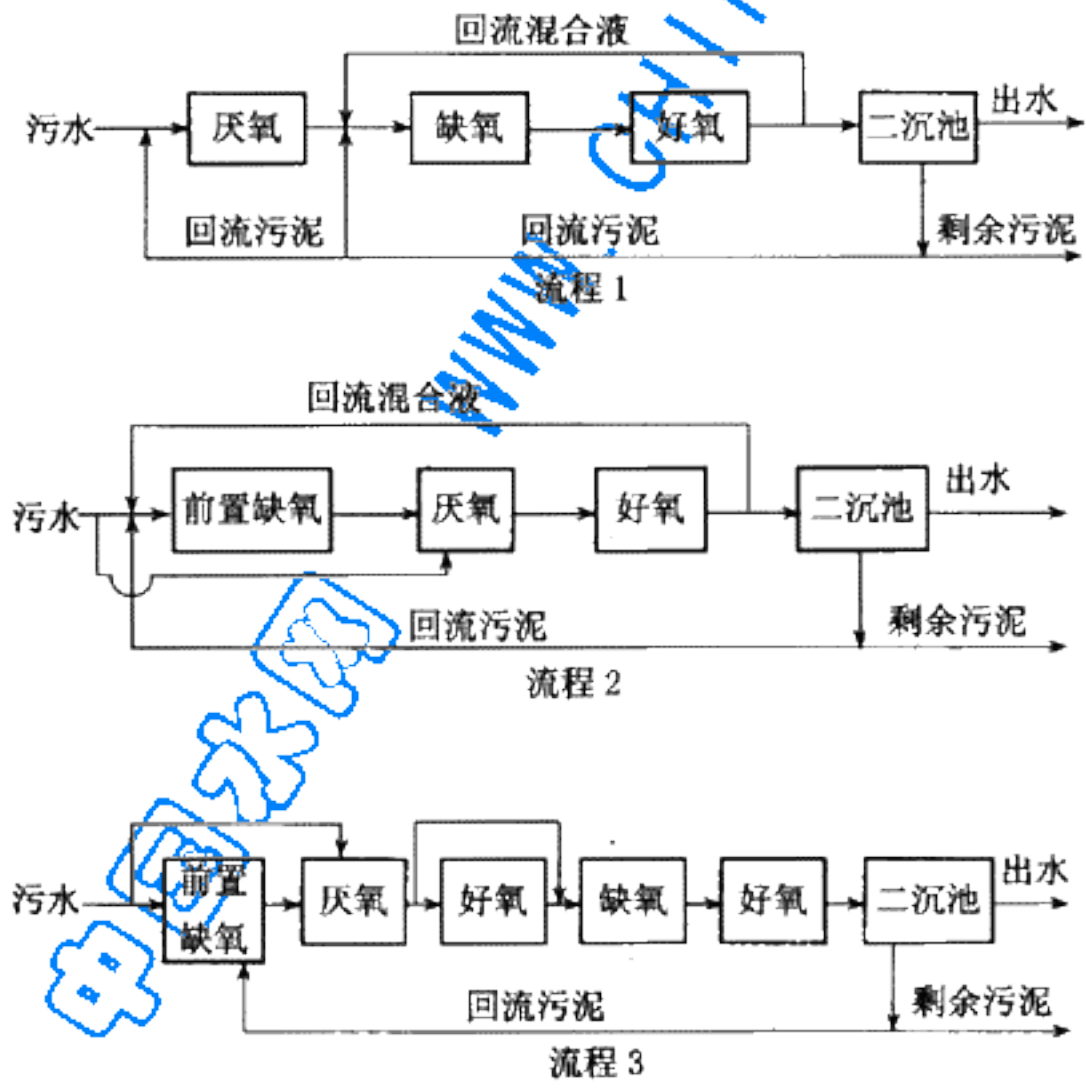 回流混合液
污水 厌氧 缺氧 好氧 二沉池 出水
回流污泥 回流污泥 剩余污泥
流程1
回流混合液
污水 前置缺氧 厌氧 好氧 二沉池 出水
回流污泥 剩余污泥
流程2
污水 前置缺氧 厌氧 好氧 缺氧 好氧 二沉池 出水
回流污泥 剩余污泥
流程3
中国水网 WWW.CHI